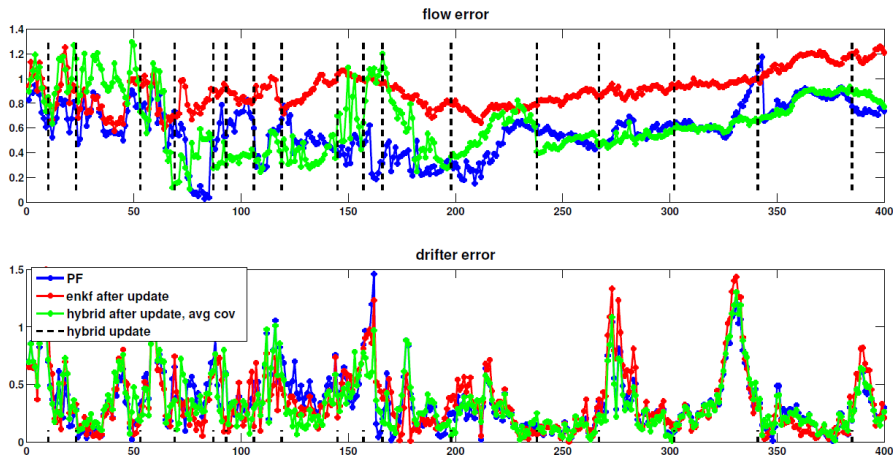 flow error
1.4
1.2
1
0.8
0.6
0.4
0.2
0
0 50 100 150 200 250 300 350 400
drifter error
1.5
1
0.5
0
PF
enkf after update
hybrid after update, avg cov
hybrid update
0 50 100 150 200 250 300 350 400